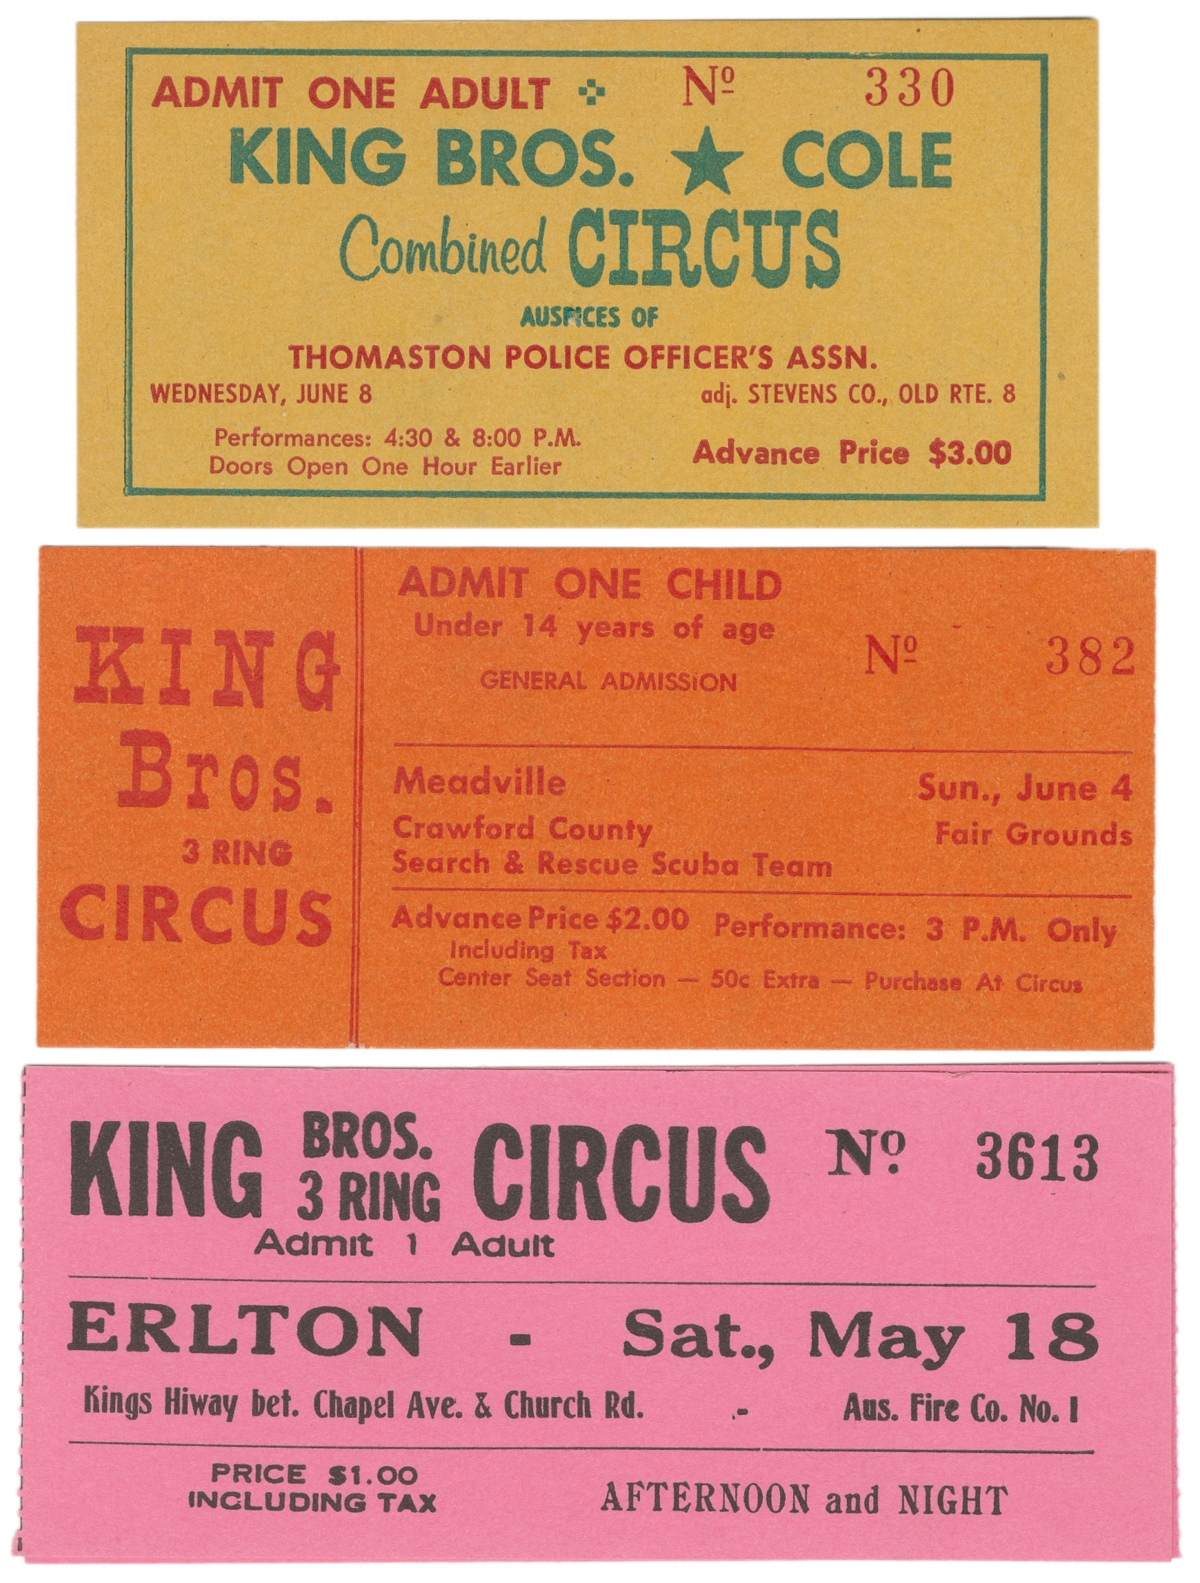 ADMIT ONE ADULT Nº 330
KING BROS. ★ COLE
Combined CIRCUS
AUSPICES OF
THOMASTON POLICE OFFICER'S ASSN.
WEDNESDAY, JUNE 8 adj. STEVENS CO., OLD RTE. 8
Performances: 4:30 & 8:00 P.M.
Doors Open One Hour Earlier
Advance Price $3.00
KING
Bros.
3 RING
CIRCUS
ADMIT ONE CHILD
Under 14 years of age
GENERAL ADMISSION
Nº 382
Meadville Sun., June 4
Crawford County Fair Grounds
Search & Rescue Scuba Team
Advance Price $2.00 Performance: 3 P.M. Only
Including Tax
Center Seat Section — 50c Extra — Purchase At Circus
KING BROS. 3 RING CIRCUS Nº. 3613
Admit 1 Adult
ERLTON - Sat., May 18
Kings Hiway bet. Chapel Ave. & Church Rd. .- Aus. Fire Co. No. 1
PRICE $1.00
INCLUDING TAX
AFTERNOON and NIGHT